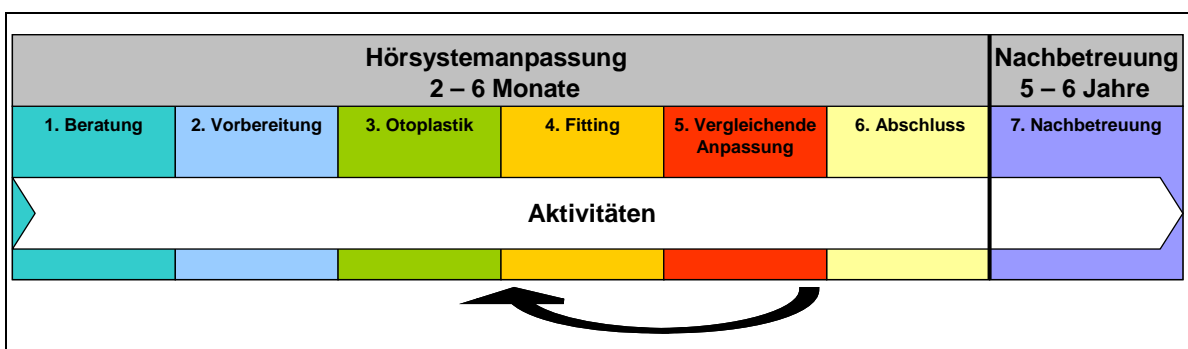 Hörsystemanpassung
2 – 6 Monate
Nachbetreuung
5 – 6 Jahre
1. Beratung
2. Vorbereitung
3. Otoplastik
4. Fitting
5. Vergleichende
Anpassung
6. Abschluss
7. Nachbetreuung
Aktivitäten